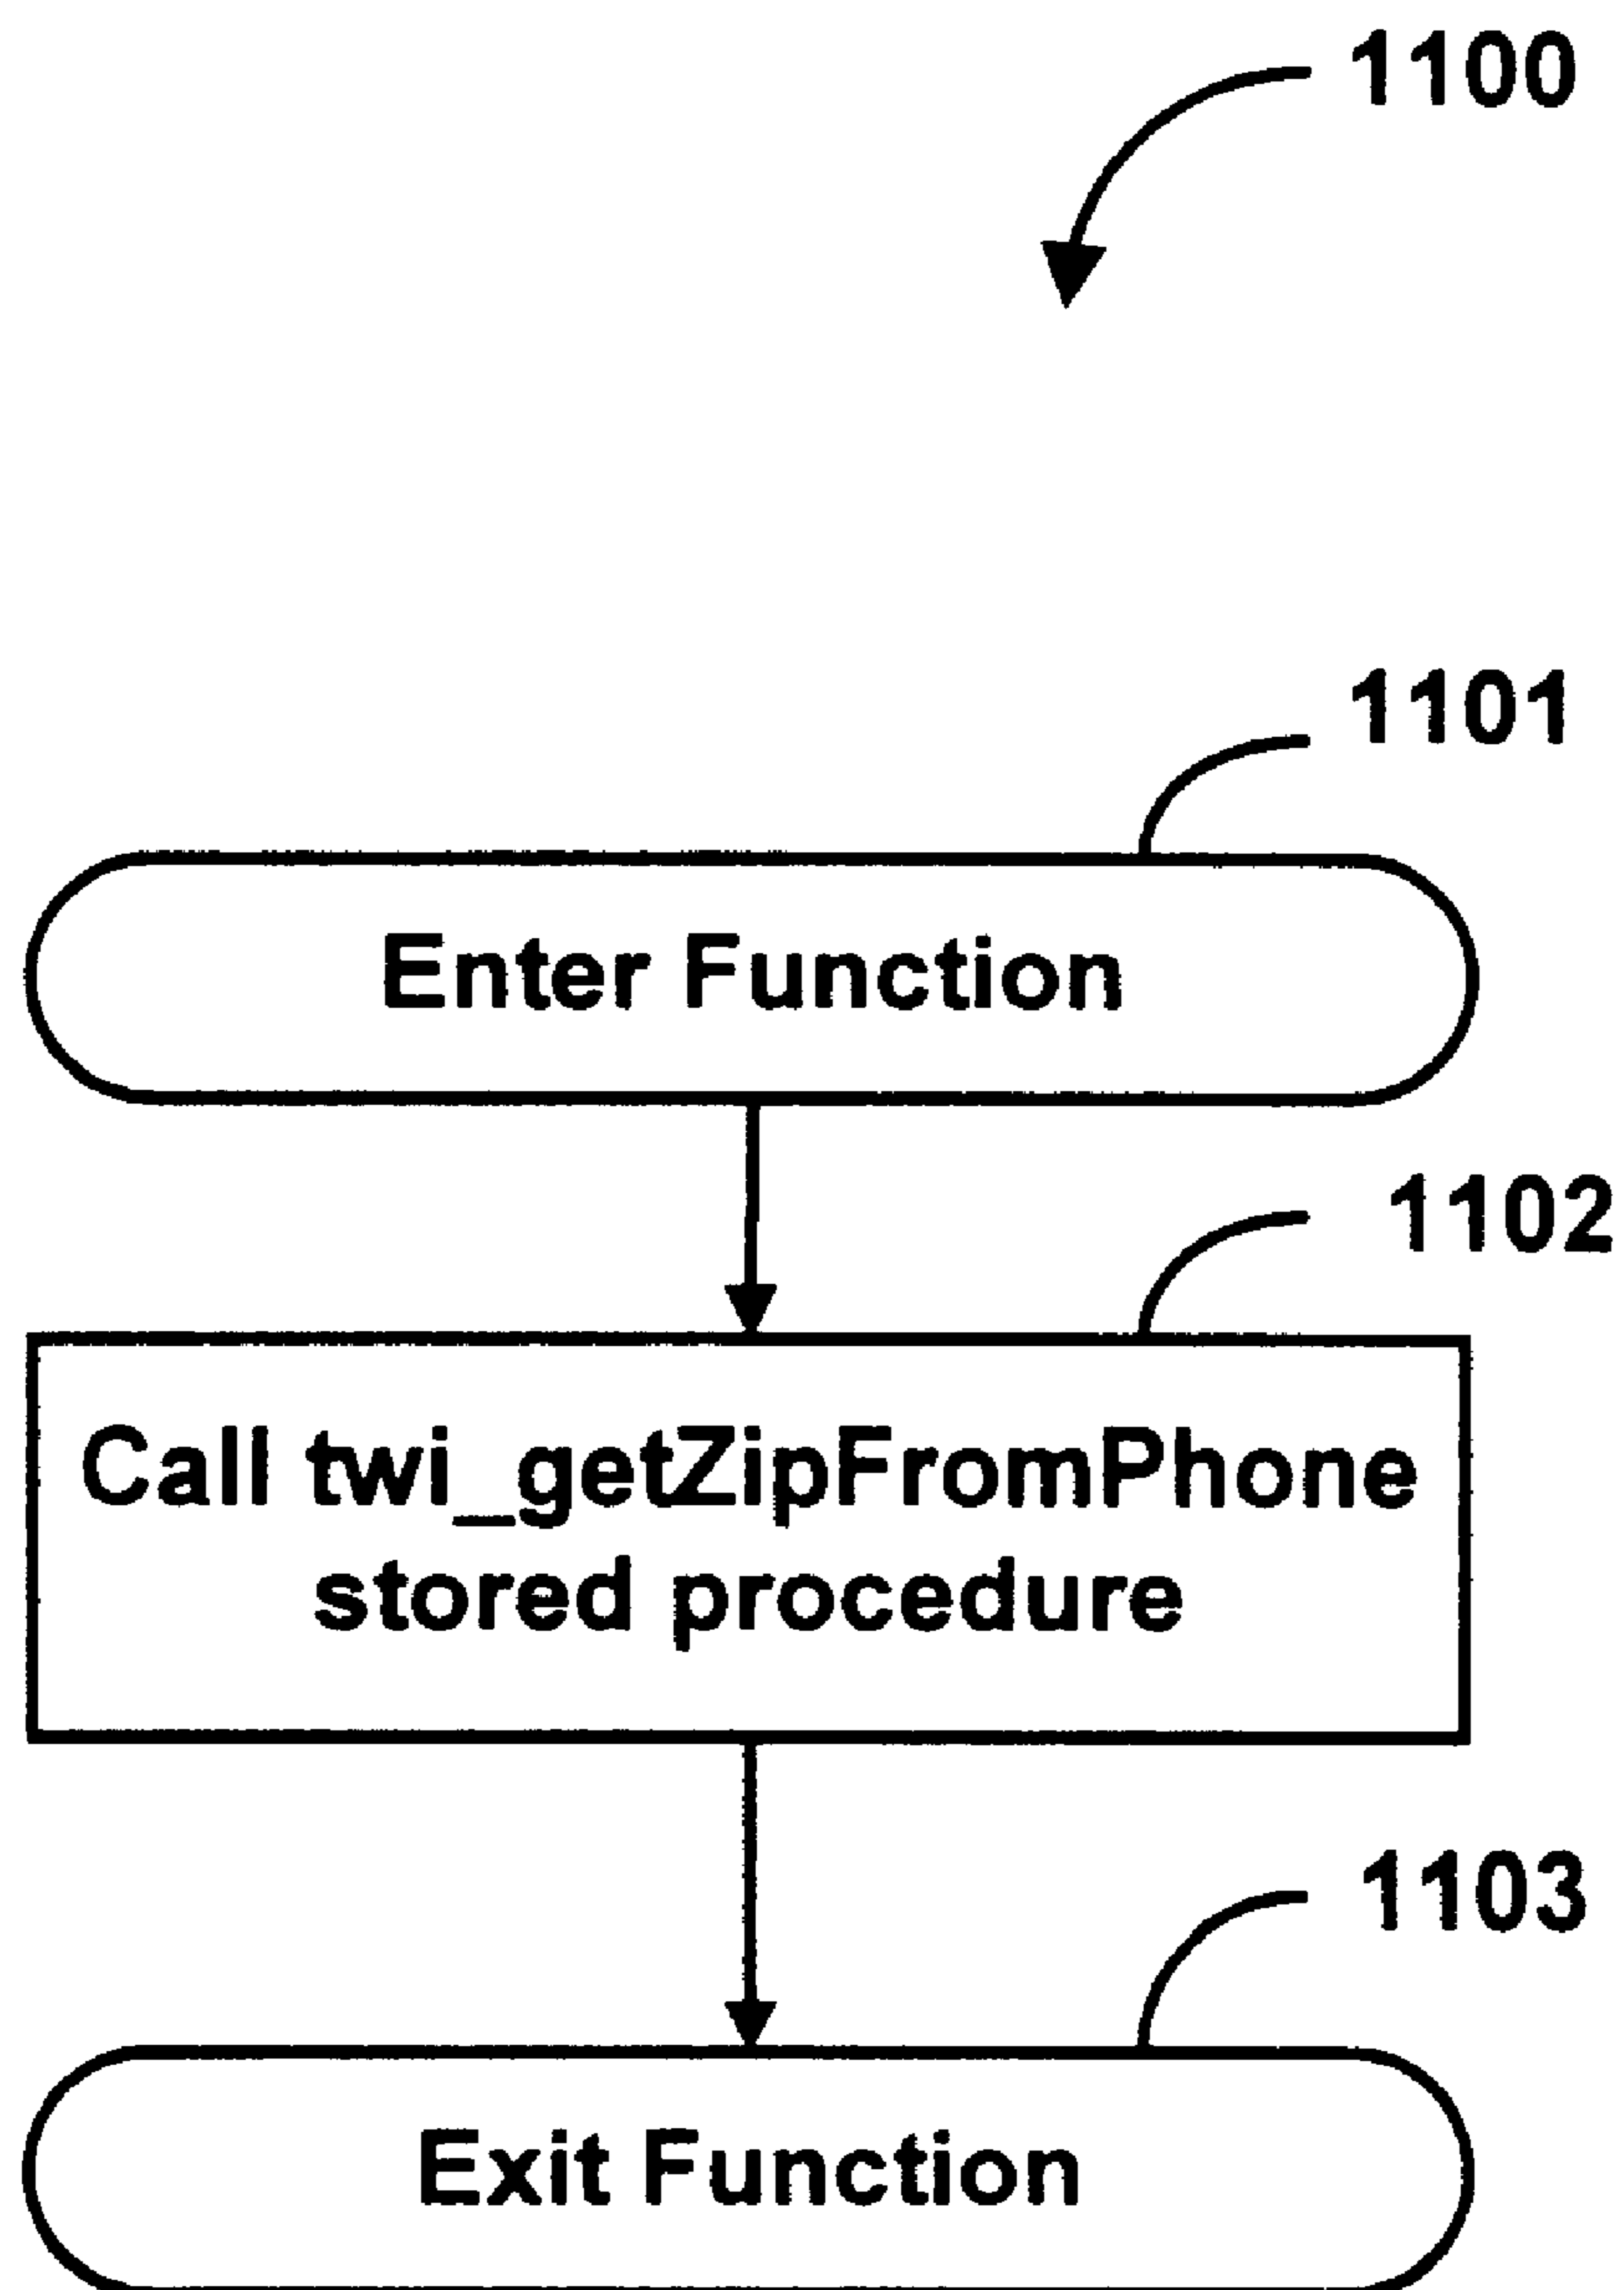 1100
1101
Enter Function
1102
Call twi_getZipFromPhone
stored procedure
1103
Exit Function